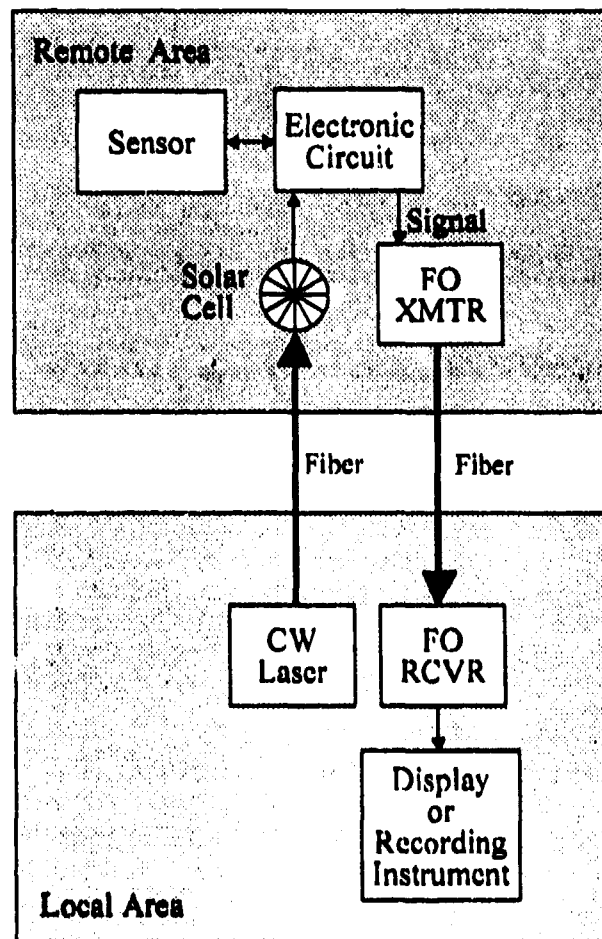 Remote Area
Sensor
Electronic
Circuit
Signal
Solar
Cell
FO
XMTR
Fiber
Fiber
CW
Laser
FO
RCVR
Display
or
Recording
Instrument
Local Area